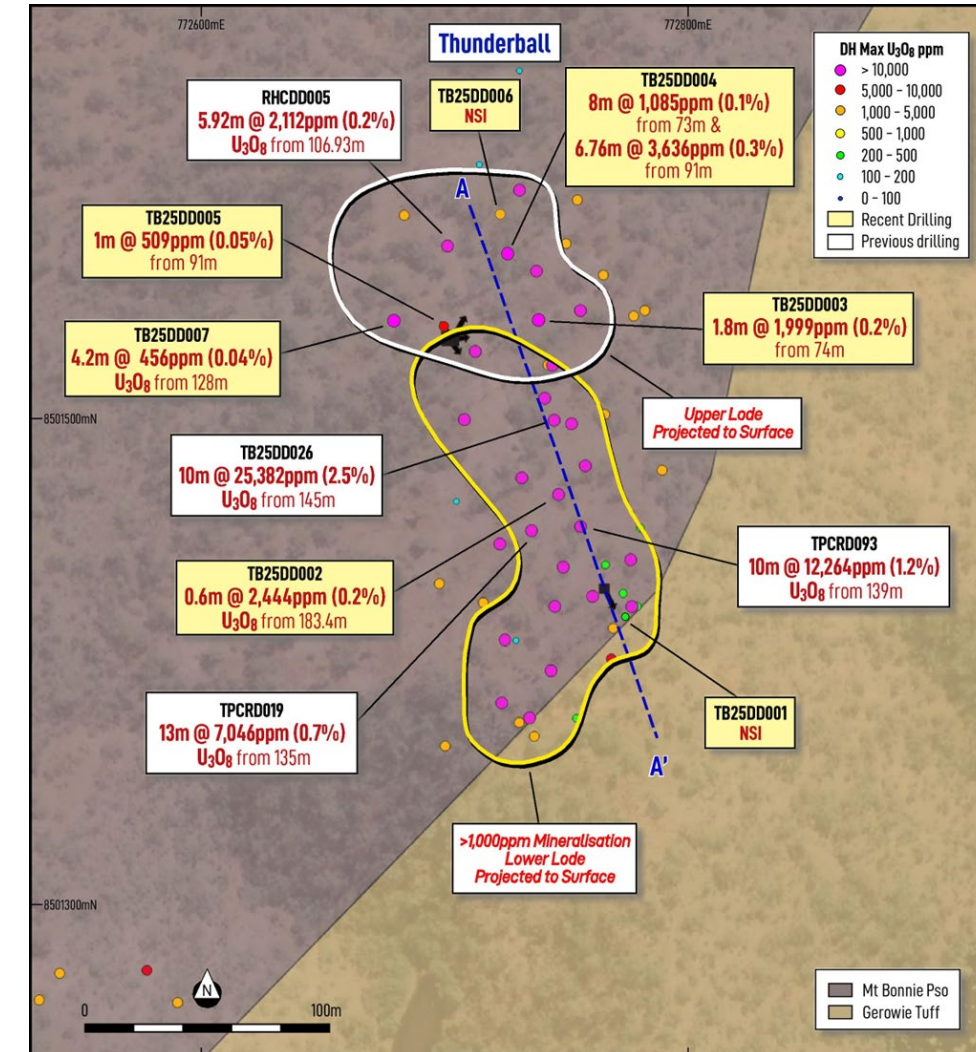 772600mE
772800mE
Thunderball
DH Max U₃O₈ ppm
> 10,000
5,000 - 10,000
1,000 - 5,000
500 - 1,000
200 - 500
100 - 200
0 - 100
Recent Drilling
Previous drilling
RHCDD005
5.92m @ 2,112ppm (0.2%)
U₃O₈ from 106.93m
TB25DD006
NSI
TB25DD004
8m @ 1,085ppm (0.1%)
from 73m &
6.76m @ 3,636ppm (0.3%)
from 91m
A
TB25DD005
1m @ 509ppm (0.05%)
from 91m
TB25DD003
1.8m @ 1,999ppm (0.2%)
from 74m
TB25DD007
4.2m @ 456ppm (0.04%)
U₃O₈ from 128m
8501500mN
Upper Lode
Projected to Surface
TB25DD026
10m @ 25,382ppm (2.5%)
U₃O₈ from 145m
TPCRD093
10m @ 12,264ppm (1.2%)
U₃O₈ from 139m
TB25DD002
0.6m @ 2,444ppm (0.2%)
U₃O₈ from 183.4m
TPCRD019
13m @ 7,046ppm (0.7%)
U₃O₈ from 135m
TB25DD001
NSI
A'
>1,000ppm Mineralisation
Lower Lode
Projected to Surface
8501300mN
N
0
100m
Mt Bonnie Pso
Gerowie Tuff